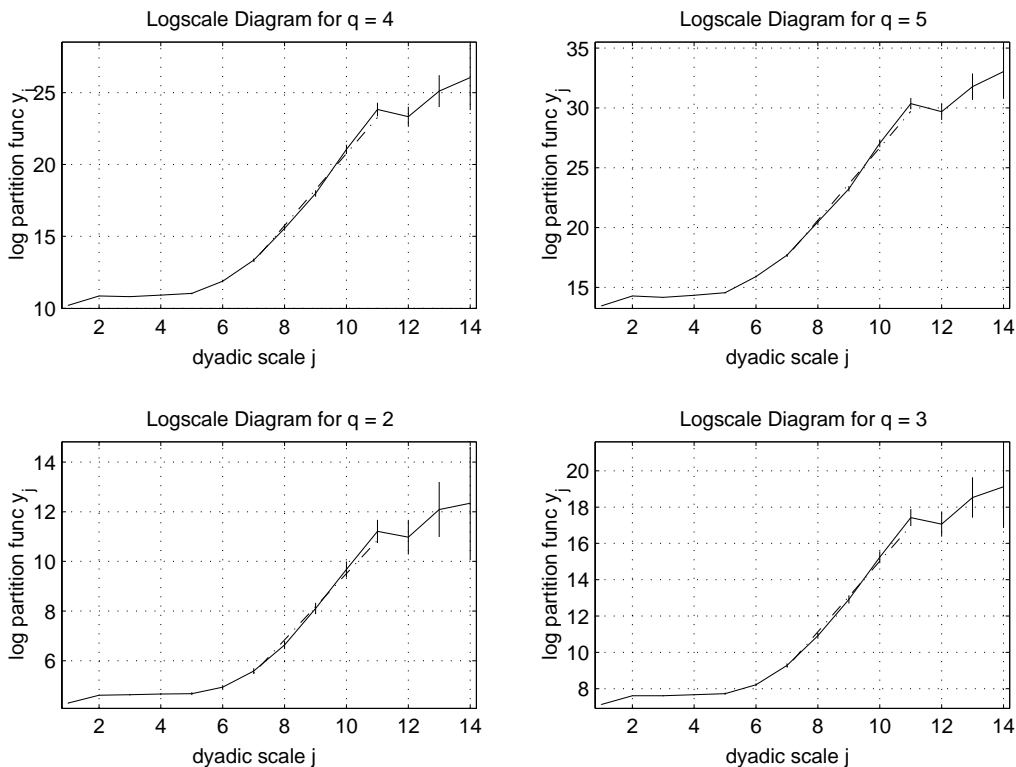 Logscale Diagram for q = 4
log partition func y_j
25
20
15
10
2 4 6 8 10 12 14
dyadic scale j
Logscale Diagram for q = 5
log partition func y_j
35
30
25
20
15
2 4 6 8 10 12 14
dyadic scale j
Logscale Diagram for q = 2
log partition func y_j
14
12
10
8
6
2 4 6 8 10 12 14
dyadic scale j
Logscale Diagram for q = 3
log partition func y_j
20
18
16
14
12
10
8
2 4 6 8 10 12 14
dyadic scale j